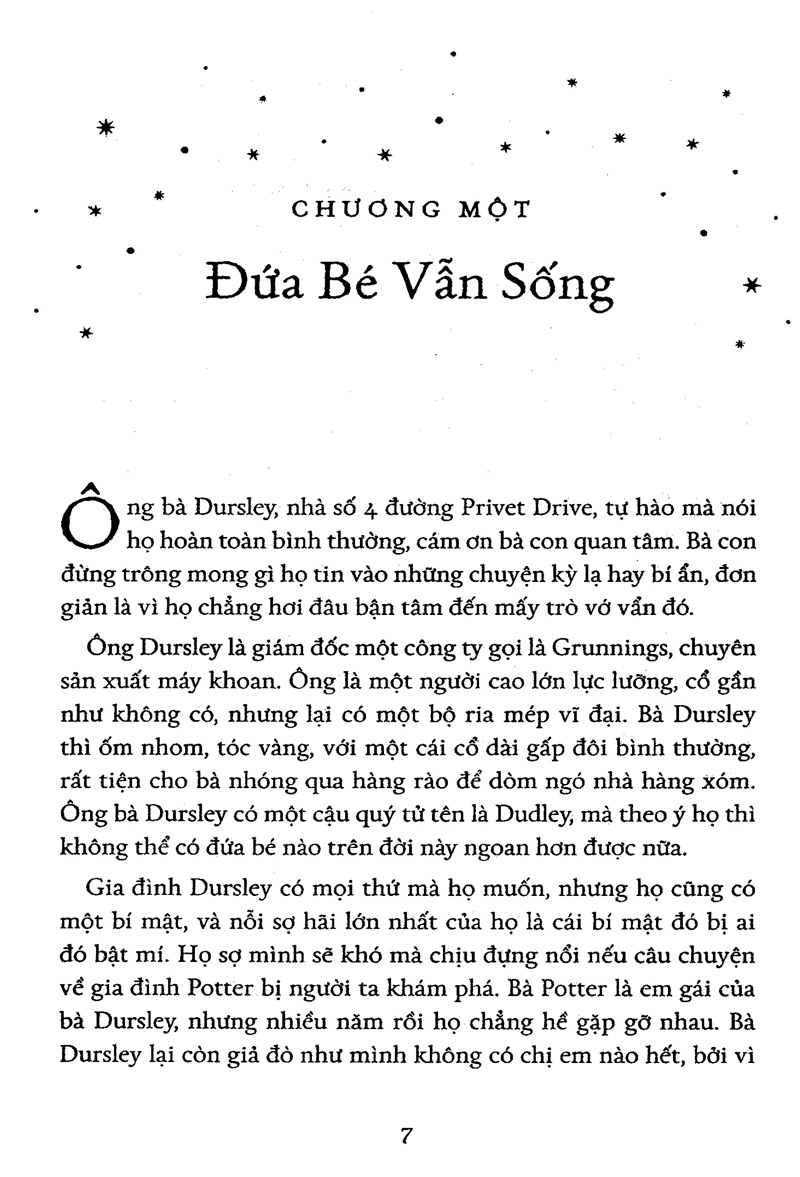 CHƯƠNG MỘT
Đứa Bé Vẫn Sống
Ông bà Dursley, nhà số 4 đường Privet Drive, tự hào mà nói
họ hoàn toàn bình thường, cám ơn bà con quan tâm. Bà con
đừng trông mong gì họ tin vào những chuyện kỳ lạ hay bí ẩn, đơn
giản là vì họ chẳng hơi đâu bận tâm đến mấy trò vớ vẩn đó.
Ông Dursley là giám đốc một công ty gọi là Grunnings, chuyên
sản xuất máy khoan. Ông là một người cao lớn lực lưỡng, cổ gần
như không có, nhưng lại có một bộ ria mép vĩ đại. Bà Dursley
thì ốm nhom, tóc vàng, với một cái cổ dài gấp đôi bình thường,
rất tiện cho bà nhóng qua hàng rào để dòm ngó nhà hàng xóm.
Ông bà Dursley có một cậu quý tử tên là Dudley, mà theo ý họ thì
không thể có đứa bé nào trên đời này ngoan hơn được nữa.
Gia đình Dursley có mọi thứ mà họ muốn, nhưng họ cũng có
một bí mật, và nỗi sợ hãi lớn nhất của họ là cái bí mật đó bị ai
đó bật mí. Họ sợ mình sẽ khó mà chịu đựng nổi nếu câu chuyện
về gia đình Potter bị người ta khám phá. Bà Potter là em gái của
bà Dursley, nhưng nhiều năm rồi họ chẳng hề gặp gỡ nhau. Bà
Dursley lại còn giả đò như mình không có chị em nào hết, bởi vì
7